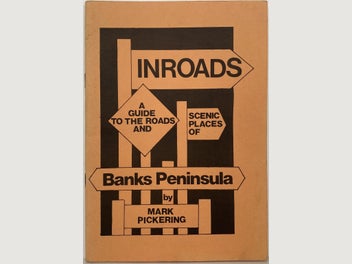 INROADS
A
GUIDE
TO THE ROADS
AND
SCENIC
PLACES
OF
Banks Peninsula
by
MARK
PICKERING